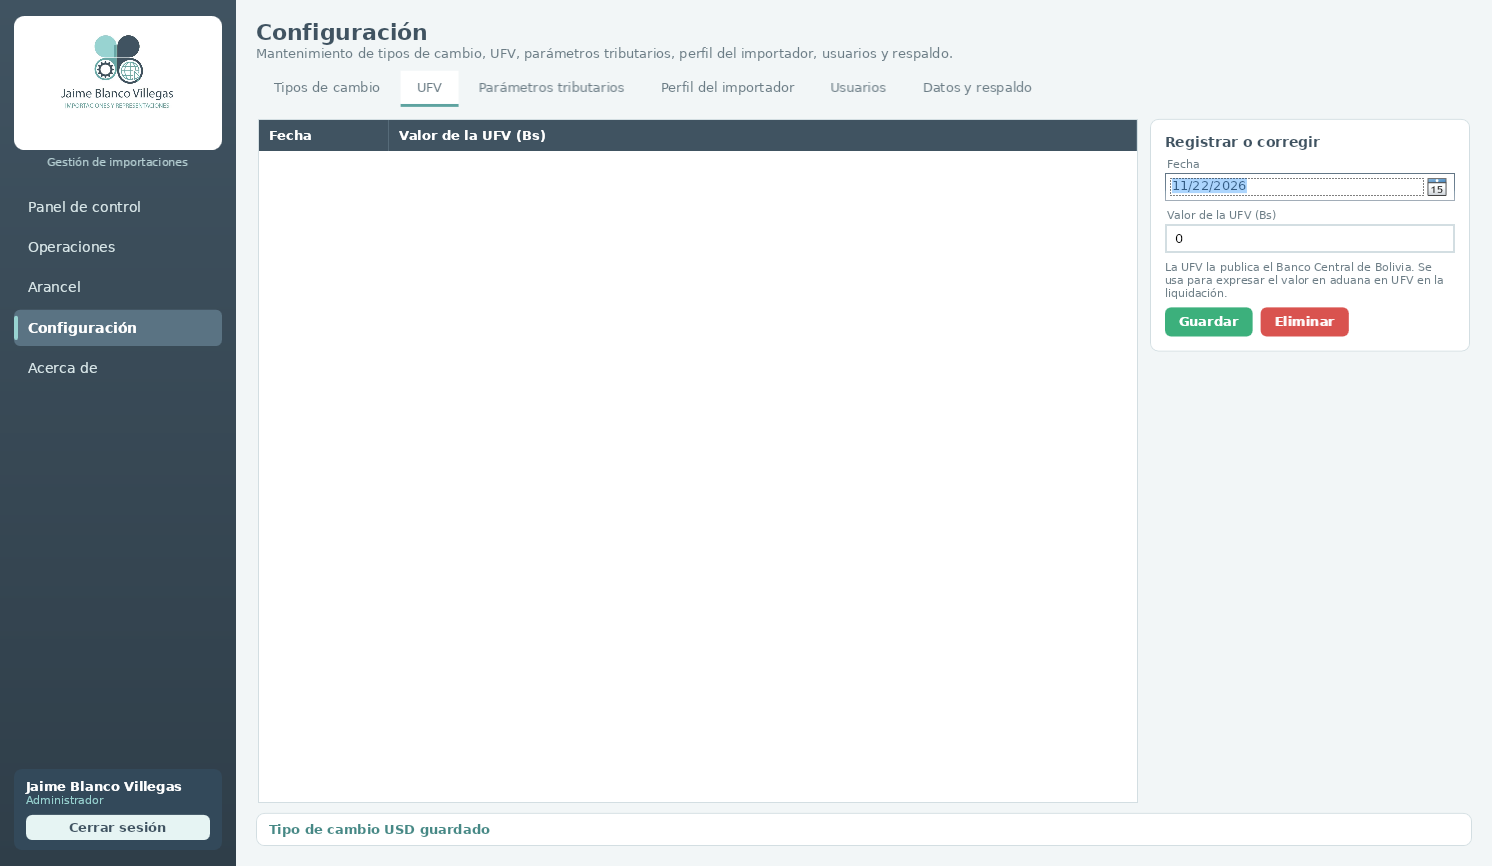 Jaime Blanco Villegas
IMPORTACIONES Y REPRESENTACIONES
Gestión de importaciones
Panel de control
Operaciones
Arancel
Configuración
Acerca de
Jaime Blanco Villegas
Administrador
Cerrar sesión
Configuración
Mantenimiento de tipos de cambio, UFV, parámetros tributarios, perfil del importador, usuarios y respaldo.
Tipos de cambio UFV Parámetros tributarios Perfil del importador Usuarios Datos y respaldo
Fecha Valor de la UFV (Bs)
Registrar o corregir
Fecha
11/22/2026 15
Valor de la UFV (Bs)
0
La UFV la publica el Banco Central de Bolivia. Se
usa para expresar el valor en aduana en UFV en la
liquidación.
Guardar Eliminar
Tipo de cambio USD guardado